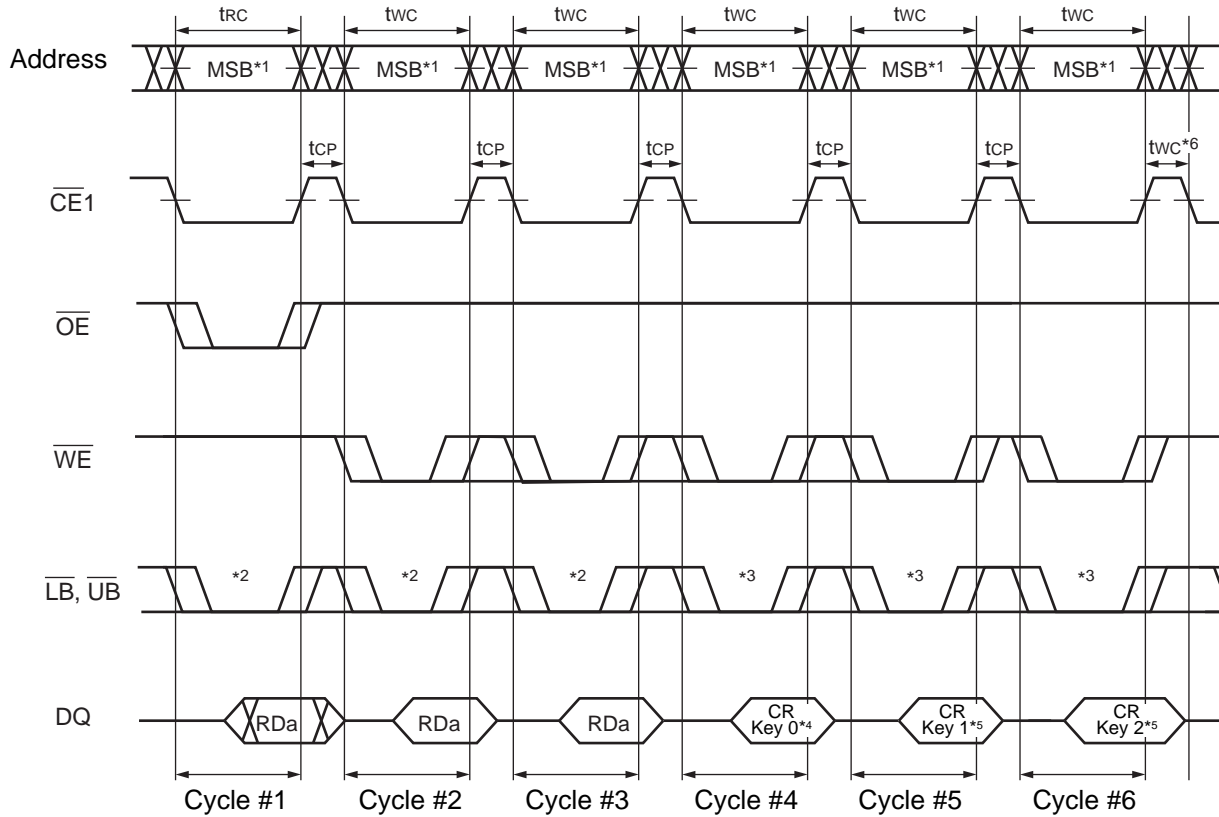 tRC tWC tWC tWC tWC tWC
Address MSB*1 MSB*1 MSB*1 MSB*1 MSB*1 MSB*1
tCP tCP tCP tCP tCP tWC*6
CE1
OE
WE
LB, UB *2 *2 *2 *3 *3 *3
DQ RDa RDa RDa CR Key 0*4 CR Key 1*5 CR Key 2*5
Cycle #1 Cycle #2 Cycle #3 Cycle #4 Cycle #5 Cycle #6